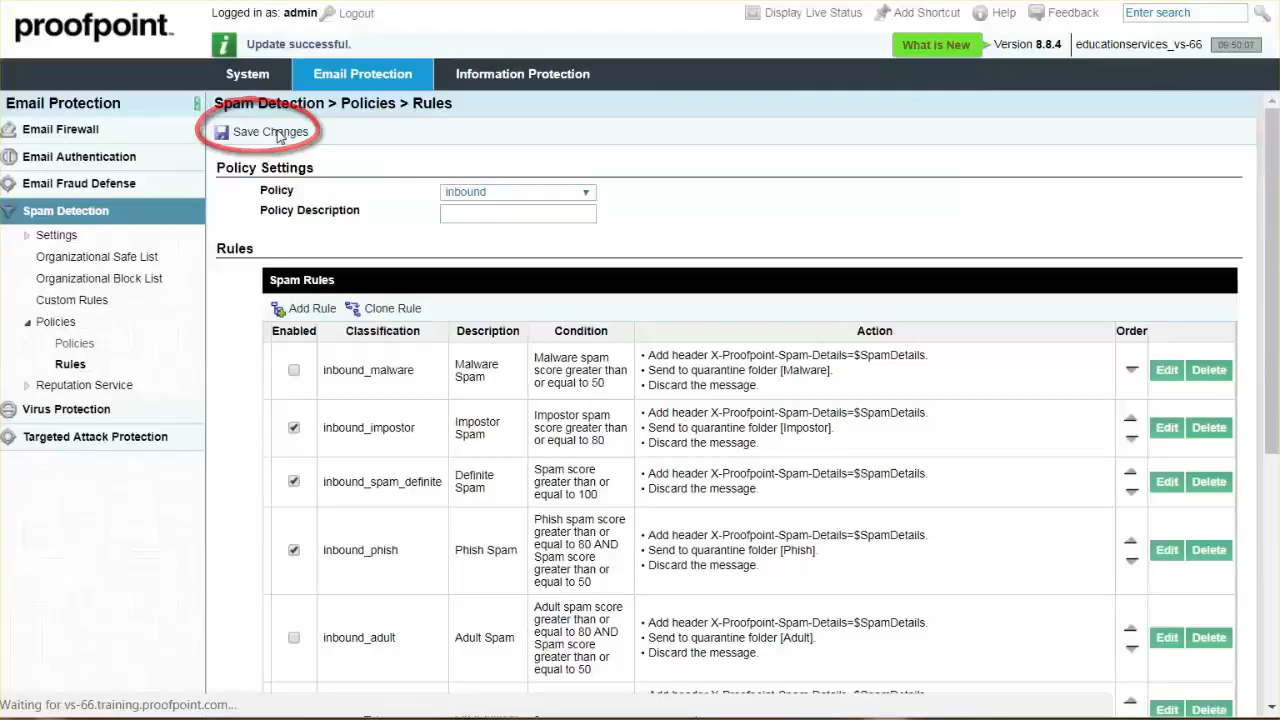 proofpoint
Logged in as: admin Logout
Display Live Status Add Shortcut Help Feedback Enter search
Update successful.
What is New Version 8.8.4 educationservices_vs-66 09:50:07
System Email Protection Information Protection
Email Protection
Email Firewall
Email Authentication
Email Fraud Defense
Spam Detection
Settings
Organizational Safe List
Organizational Block List
Custom Rules
Policies
Policies
Rules
Reputation Service
Virus Protection
Targeted Attack Protection
Spam Detection > Policies > Rules
Save Changes
Policy Settings
Policy inbound
Policy Description
Rules
Spam Rules
Add Rule Clone Rule
Enabled Classification Description Condition Action Order
inbound_malware
Malware
Spam
Malware spam
score greater than
or equal to 50
• Add header X-Proofpoint-Spam-Details=$SpamDetails.
• Send to quarantine folder [Malware].
• Discard the message.
Edit Delete
inbound_impostor
Impostor
Spam
Impostor spam
score greater than
or equal to 80
• Add header X-Proofpoint-Spam-Details=$SpamDetails.
• Send to quarantine folder [Impostor].
• Discard the message.
Edit Delete
inbound_spam_definite
Definite
Spam
Spam score
greater than or
equal to 100
• Add header X-Proofpoint-Spam-Details=$SpamDetails.
• Discard the message.
Edit Delete
inbound_phish
Phish Spam
Phish spam score
greater than or
equal to 80 AND
Spam score
greater than or
equal to 50
• Add header X-Proofpoint-Spam-Details=$SpamDetails.
• Send to quarantine folder [Phish].
• Discard the message.
Edit Delete
inbound_adult
Adult Spam
Adult spam score
greater than or
equal to 80 AND
Spam score
greater than or
equal to 50
• Add header X-Proofpoint-Spam-Details=$SpamDetails.
• Send to quarantine folder [Adult].
• Discard the message.
Edit Delete
• Add header X-Proofpoint-Spam-Details=$SpamDetails.
Edit Delete
Waiting for vs-66.training.proofpoint.com...